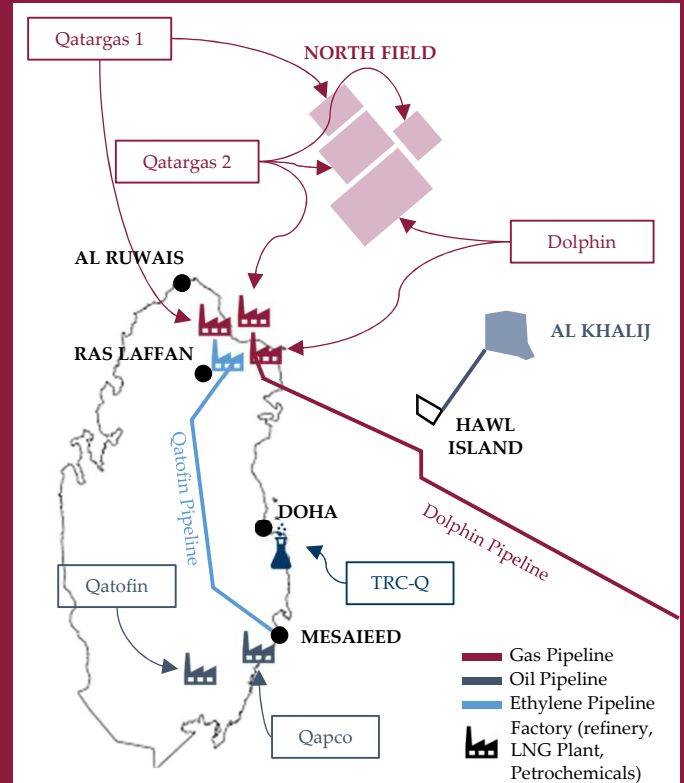 Qatargas 1
NORTH FIELD
Qatargas 2
Dolphin
AL RUWAIS
AL KHALIJ
RAS LAFFAN
HAWL
ISLAND
Qatofin Pipeline
DOHA
Dolphin Pipeline
Qatofin
TRC-Q
MESAIEED
Qapco
Gas Pipeline
Oil Pipeline
Ethylene Pipeline
Factory (refinery,
LNG Plant,
Petrochemicals)